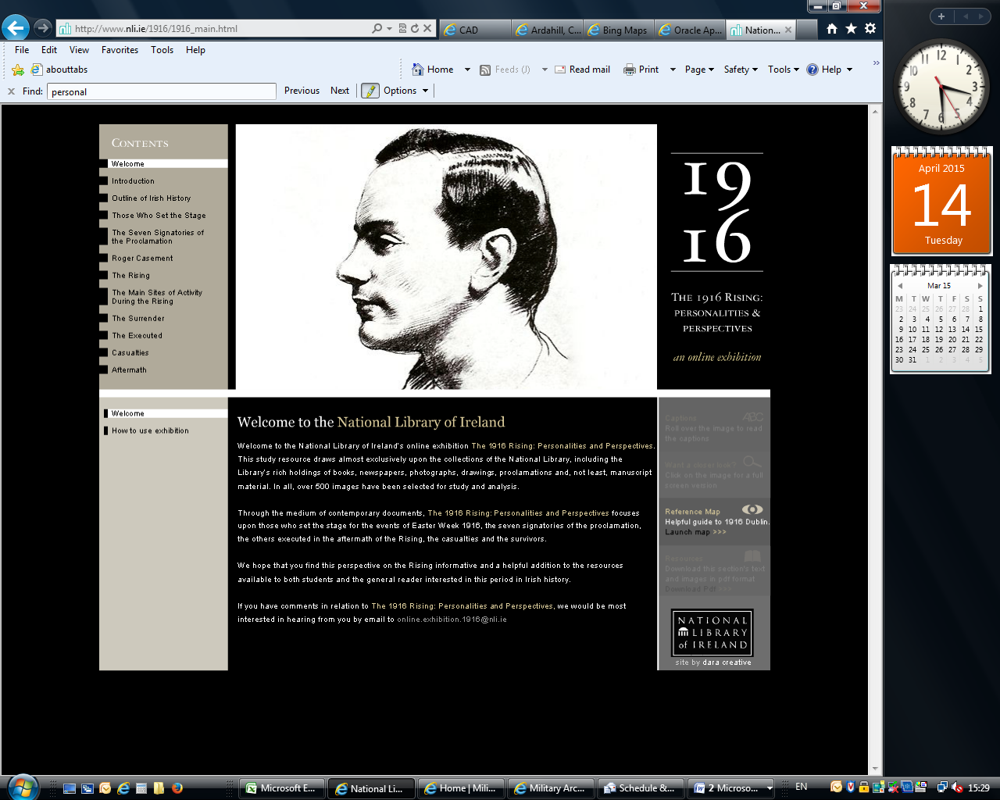 http://www.nli.ie/1916/1916_main.html
CAD
Ardahill, C...
Bing Maps
Oracle Ap...
Nation...
File Edit View Favorites Tools Help
abouttabs
Home
Feeds (J)
Read mail
Print
Page
Safety
Tools
Help
Find: personal
Previous Next Options
CONTENTS
Welcome
Introduction
Outline of Irish History
Those Who Set the Stage
The Seven Signatories of
the Proclamation
Roger Casement
The Rising
The Main Sites of Activity
During the Rising
The Surrender
The Executed
Casualties
Aftermath
19
16
THE 1916 RISING:
PERSONALITIES &
PERSPECTIVES
an online exhibition
Welcome
How to use exhibition
Welcome to the National Library of Ireland
Welcome to the National Library of Ireland's online exhibition The 1916 Rising: Personalities and Perspectives.
This study resource draws almost exclusively upon the collections of the National Library, including the
Library's rich holdings of books, newspapers, photographs, drawings, proclamations and, not least, manuscript
material. In all, over 500 images have been selected for study and analysis.
Through the medium of contemporary documents, The 1916 Rising: Personalities and Perspectives focuses
upon those who set the stage for the events of Easter Week 1916, the seven signatories of the proclamation,
the others executed in the aftermath of the Rising, the casualties and the survivors.
We hope that you find this perspective on the Rising informative and a helpful addition to the resources
available to both students and the general reader interested in this period in Irish history.
If you have comments in relation to The 1916 Rising: Personalities and Perspectives, we would be most
interested in hearing from you by email to online.exhibition.1916@nli.ie
Captions ABC
Roll over the image to read
the captions
Want a closer look?
Click on the image for a full
screen version
Reference Map
Helpful guide to 1916 Dublin.
Launch map >>>
Resources
Download this section's text
and images in pdf format
Download Pdf >>>
NATIONAL
LIBRARY
of IRELAND
site by dara creative
12
1
2
3
4
5
6
7
8
9
10
11
April 2015
14
Tuesday
Mar 15
M T W T F S S
23 24 25 26 27 28 1
2 3 4 5 6 7 8
9 10 11 12 13 14 15
16 17 18 19 20 21 22
23 24 25 26 27 28 29
30 31 1 2 3 4 5
Microsoft E...
National Li...
Home | Mili...
Military Arc...
Schedule &...
2 Microso...
EN
15:29